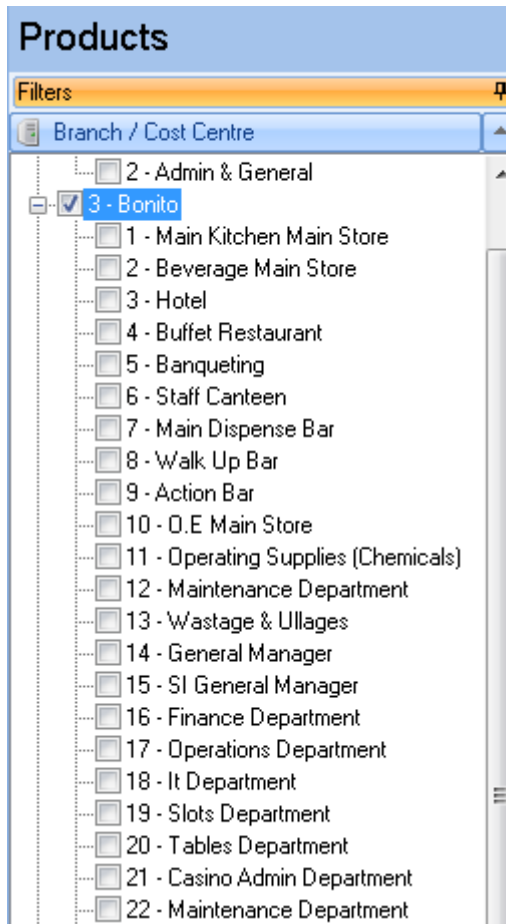 Products
Filters
Branch / Cost Centre
2 - Admin & General
3 - Bonito
1 - Main Kitchen Main Store
2 - Beverage Main Store
3 - Hotel
4 - Buffet Restaurant
5 - Banqueting
6 - Staff Canteen
7 - Main Dispense Bar
8 - Walk Up Bar
9 - Action Bar
10 - O.E Main Store
11 - Operating Supplies (Chemicals)
12 - Maintenance Department
13 - Wastage & Ullages
14 - General Manager
15 - SI General Manager
16 - Finance Department
17 - Operations Department
18 - It Department
19 - Slots Department
20 - Tables Department
21 - Casino Admin Department
22 - Maintenance Department